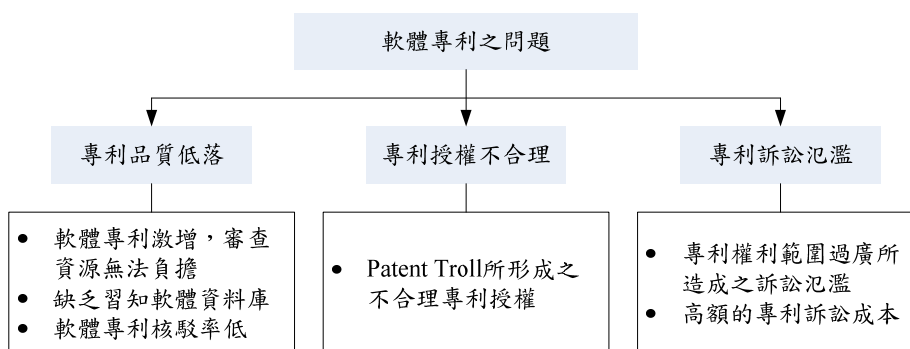 軟體專利之問題
專利品質低落
專利授權不合理
專利訴訟氾濫
• 軟體專利激增，審查
資源無法負擔
• 缺乏習知軟體資料庫
• 軟體專利核駁率低
• Patent Troll所形成之
不合理專利授權
• 專利權利範圍過廣所
造成之訴訟氾濫
• 高額的專利訴訟成本